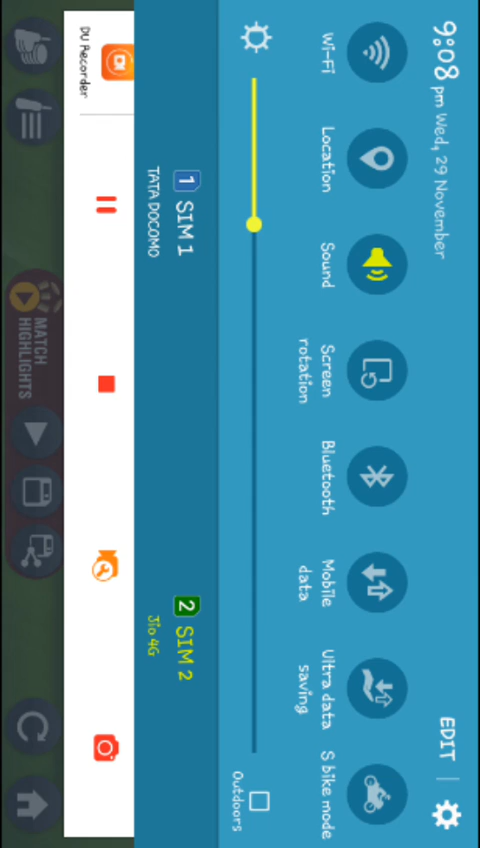 9:08 pm Wed, 29 November
EDIT
Wi-Fi
Location
Sound
Screen
rotation
Bluetooth
Mobile
data
Ultra data
saving
S bike mode
Outdoors
1 SIM 1
TATA DOCOMO
2 SIM 2
Jio 4G
DU Recorder
MATCH
HIGHLIGHTS